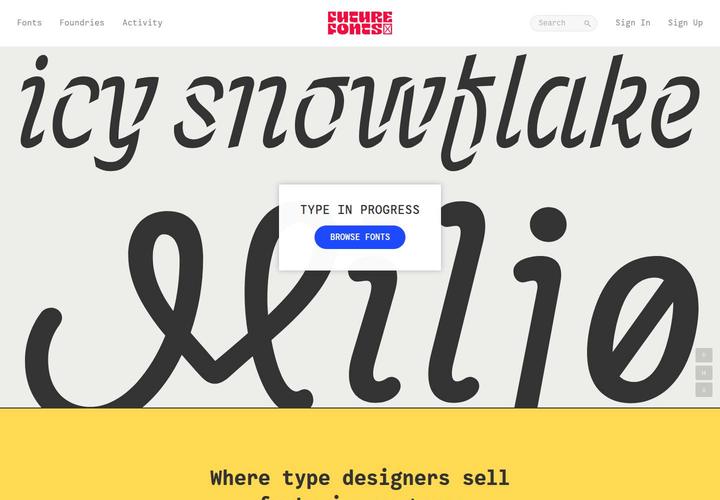 Fonts Foundries Activity FUTURE FONTS Search Sign In Sign Up
icy snowflake
TYPE IN PROGRESS
BROWSE FONTS
Miljø
Where type designers sell